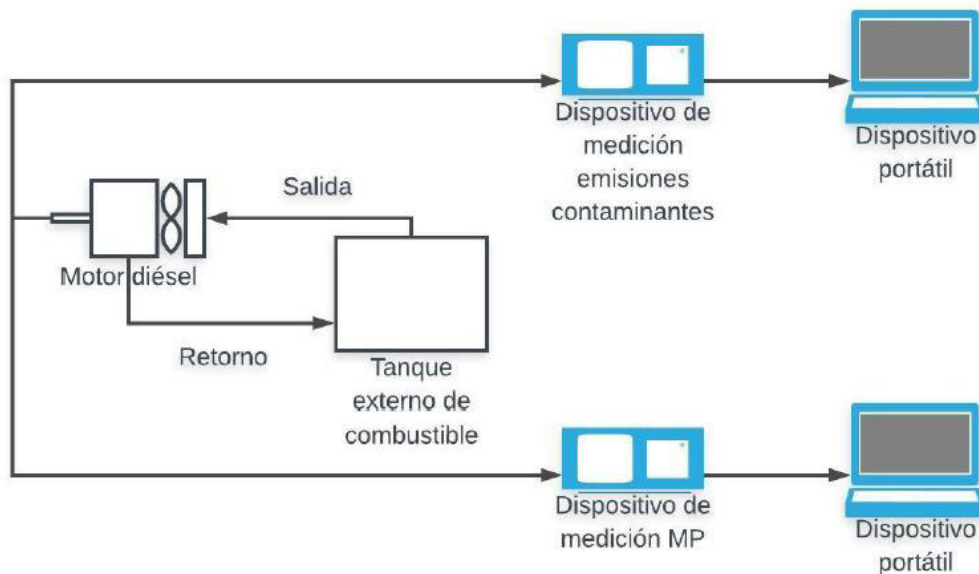 Dispositivo de
medición
emisiones
contaminantes
Dispositivo
portátil
Salida
Motor diésel
Retorno
Tanque
externo de
combustible
Dispositivo de
medición MP
Dispositivo
portátil